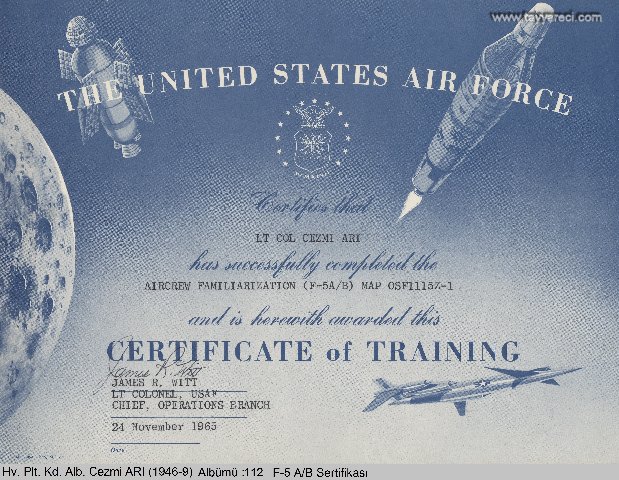 www.tayyareci.com
THE UNITED STATES AIR FORCE
Certifies that
LT COL CEZMI ARI
has successfully completed the
AIRCREW FAMILIARIZATION (F-5A/B) MAP OSF1115Z-1
and is herewith awarded this
CERTIFICATE of TRAINING
JAMES R. WITT
LT COLONEL, USAF
CHIEF, OPERATIONS BRANCH
24 November 1965
Date
Hv. Plt. Kd. Alb. Cezmi ARI (1946-9) Albümü :112 F-5 A/B Sertifikası